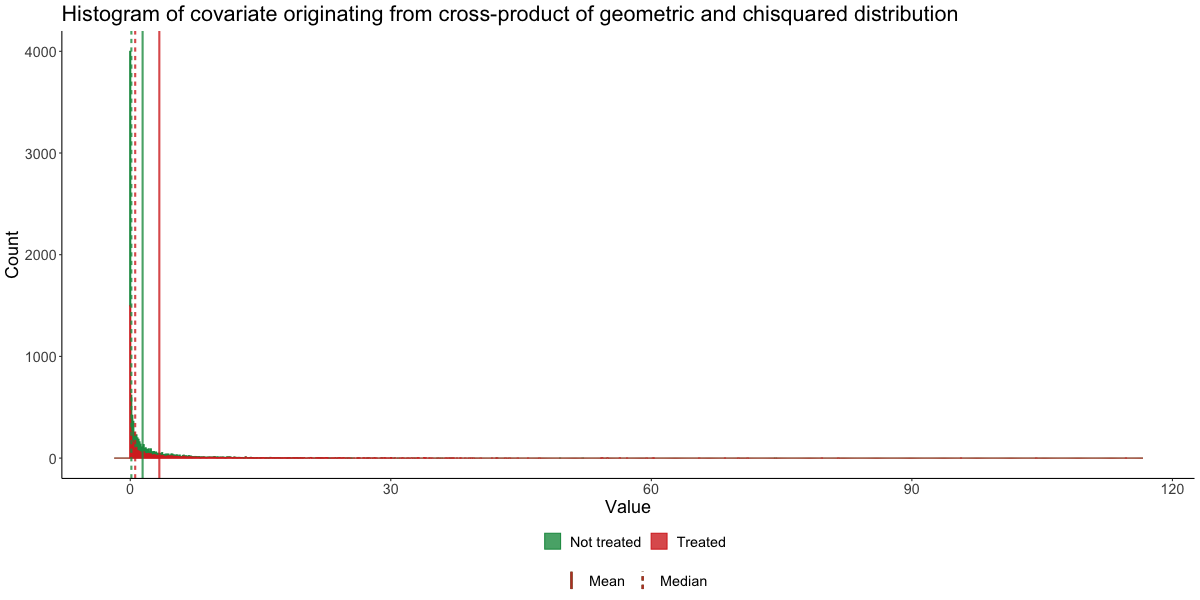 Histogram of covariate originating from cross-product of geometric and chisquared distribution
Count
4000
3000
2000
1000
0
0 30 60 90 120
Value
Not treated Treated
Mean Median